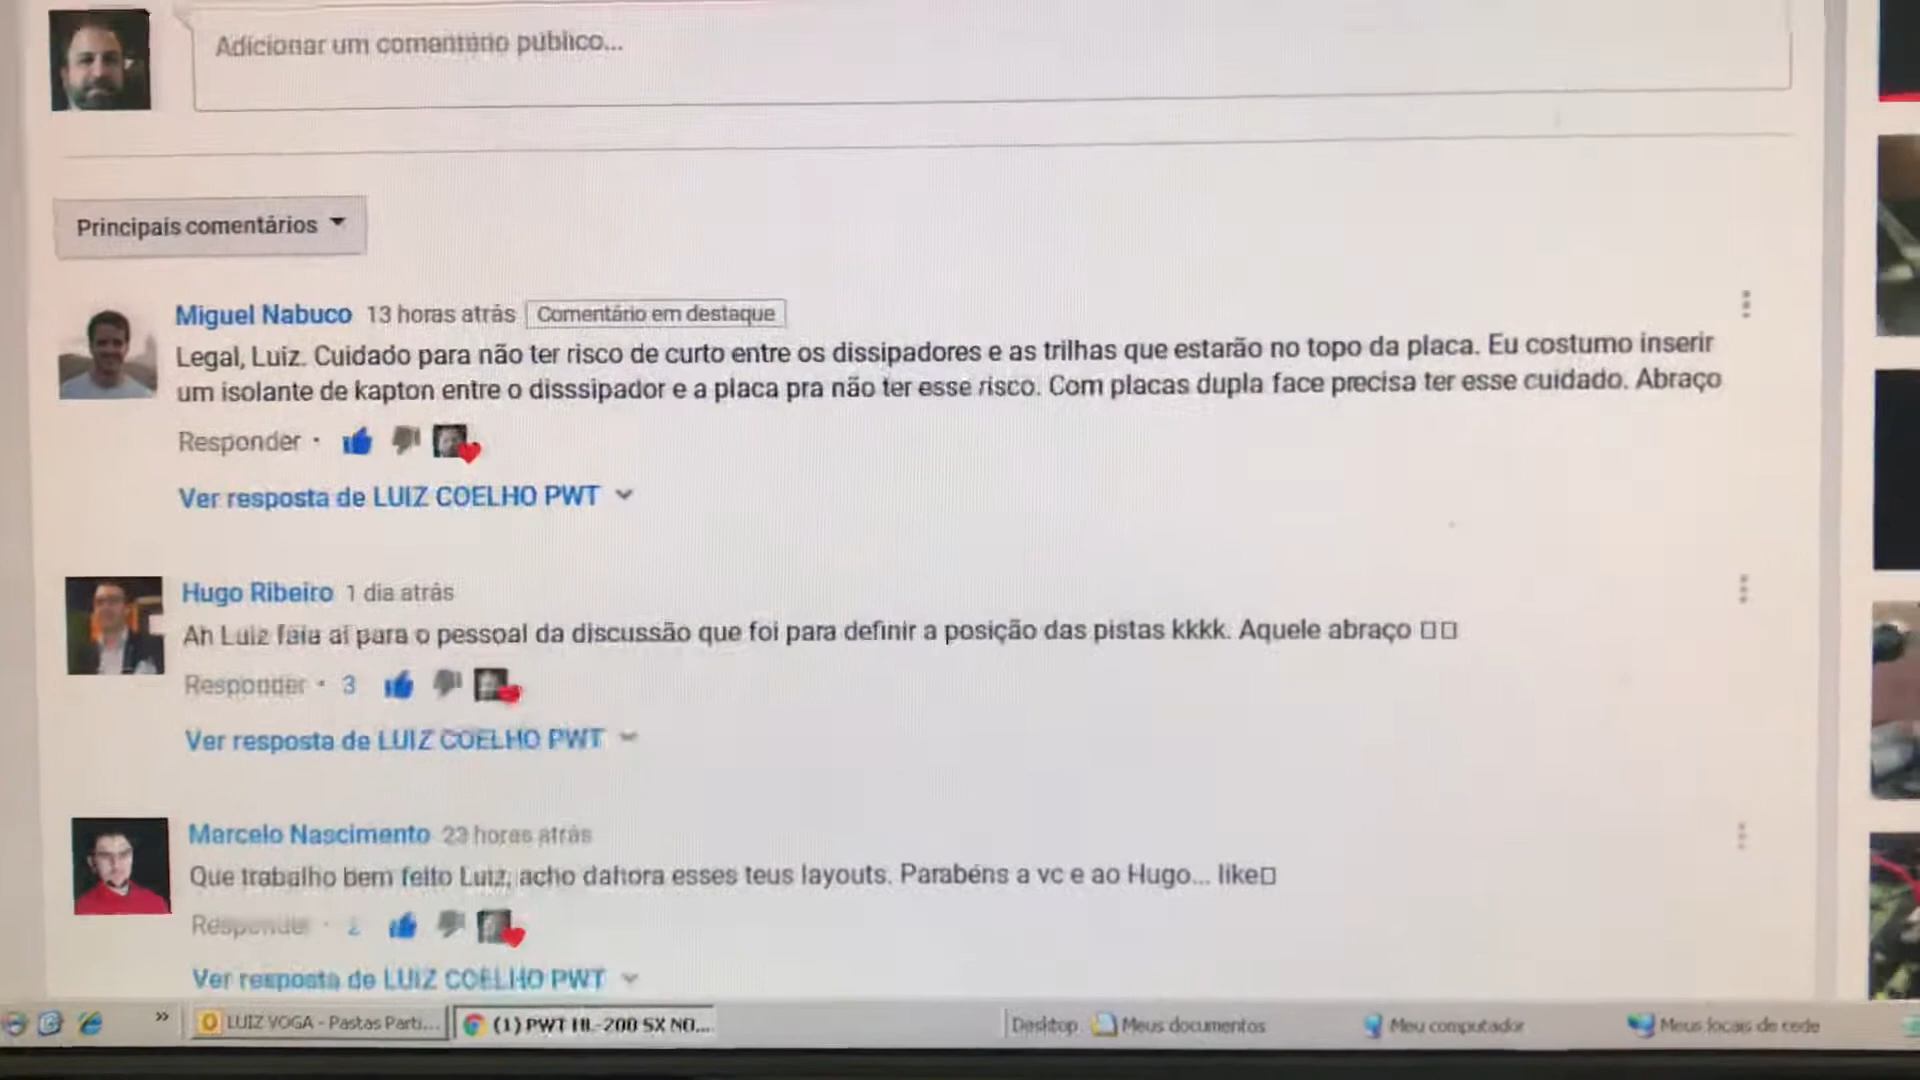 Adicionar um comentário público...
Principais comentários
Miguel Nabuco 13 horas atrás Comentário em destaque
Legal, Luiz. Cuidado para não ter risco de curto entre os dissipadores e as trilhas que estarão no topo da placa. Eu costumo inserir
um isolante de kapton entre o disssipador e a placa pra não ter esse risco. Com placas dupla face precisa ter esse cuidado. Abraço
Responder ·
Ver resposta de LUIZ COELHO PWT
Hugo Ribeiro 1 dia atrás
Ah Luiz fala aí para o pessoal da discussão que foi para definir a posição das pistas kkkk. Aquele abraço
Responder · 3
Ver resposta de LUIZ COELHO PWT
Marcelo Nascimento 23 horas atrás
Que trabalho bem feito Luiz, acho dahora esses teus layouts. Parabéns a vc e ao Hugo... like
Responder · 2
Ver resposta de LUIZ COELHO PWT
» LUIZ YOGA - Pastas Parti... (1) PWT HL-200 SX NO... Desktop Meus documentos Meu computador Meus locais de rede